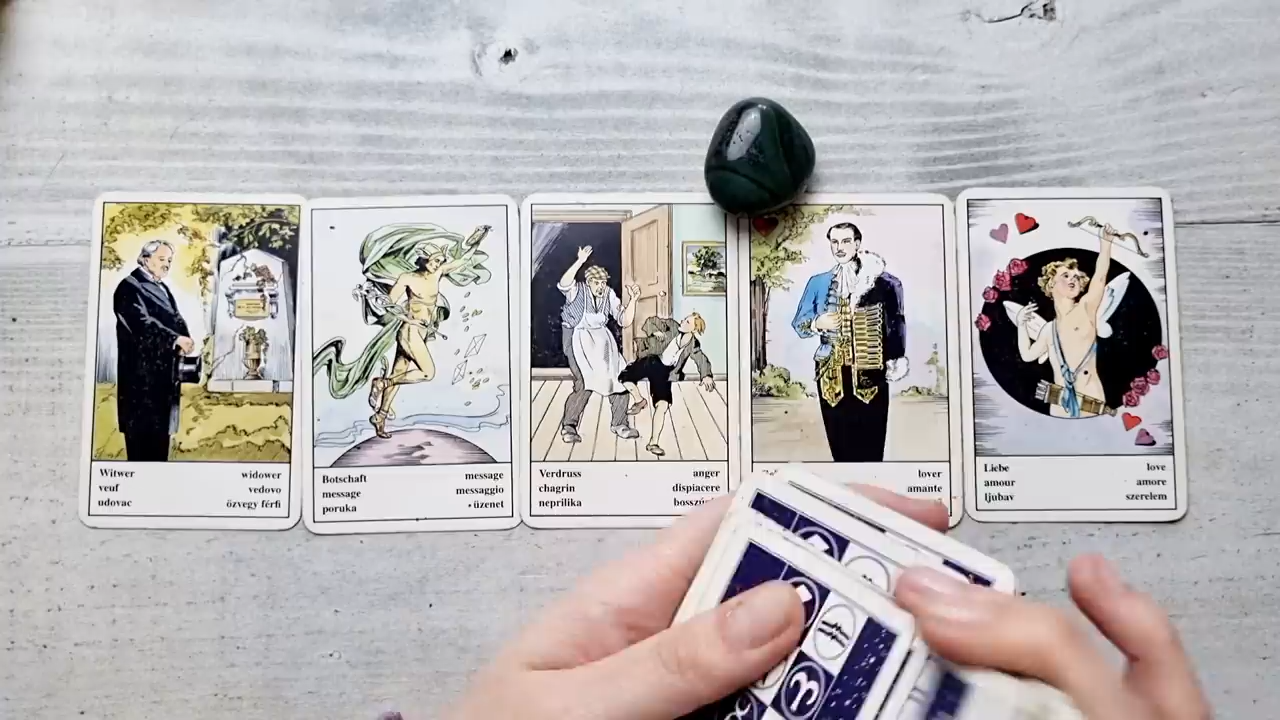 Witwer widower
veuf vedovo
udovac özvegy férfi
Botschaft message
message messaggio
poruka üzenet
Verdruss anger
chagrin dispiacere
neprilika
lover
amante
Liebe love
amour amore
ljubav szerelem